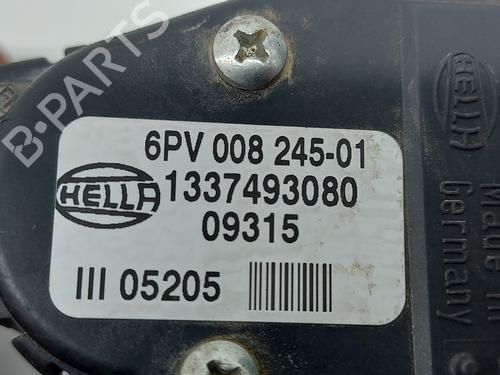 B-PARTS
6PV 008 245-01
HELLA
1337493080
09315
III 05205
HELLA
Made in
Germany